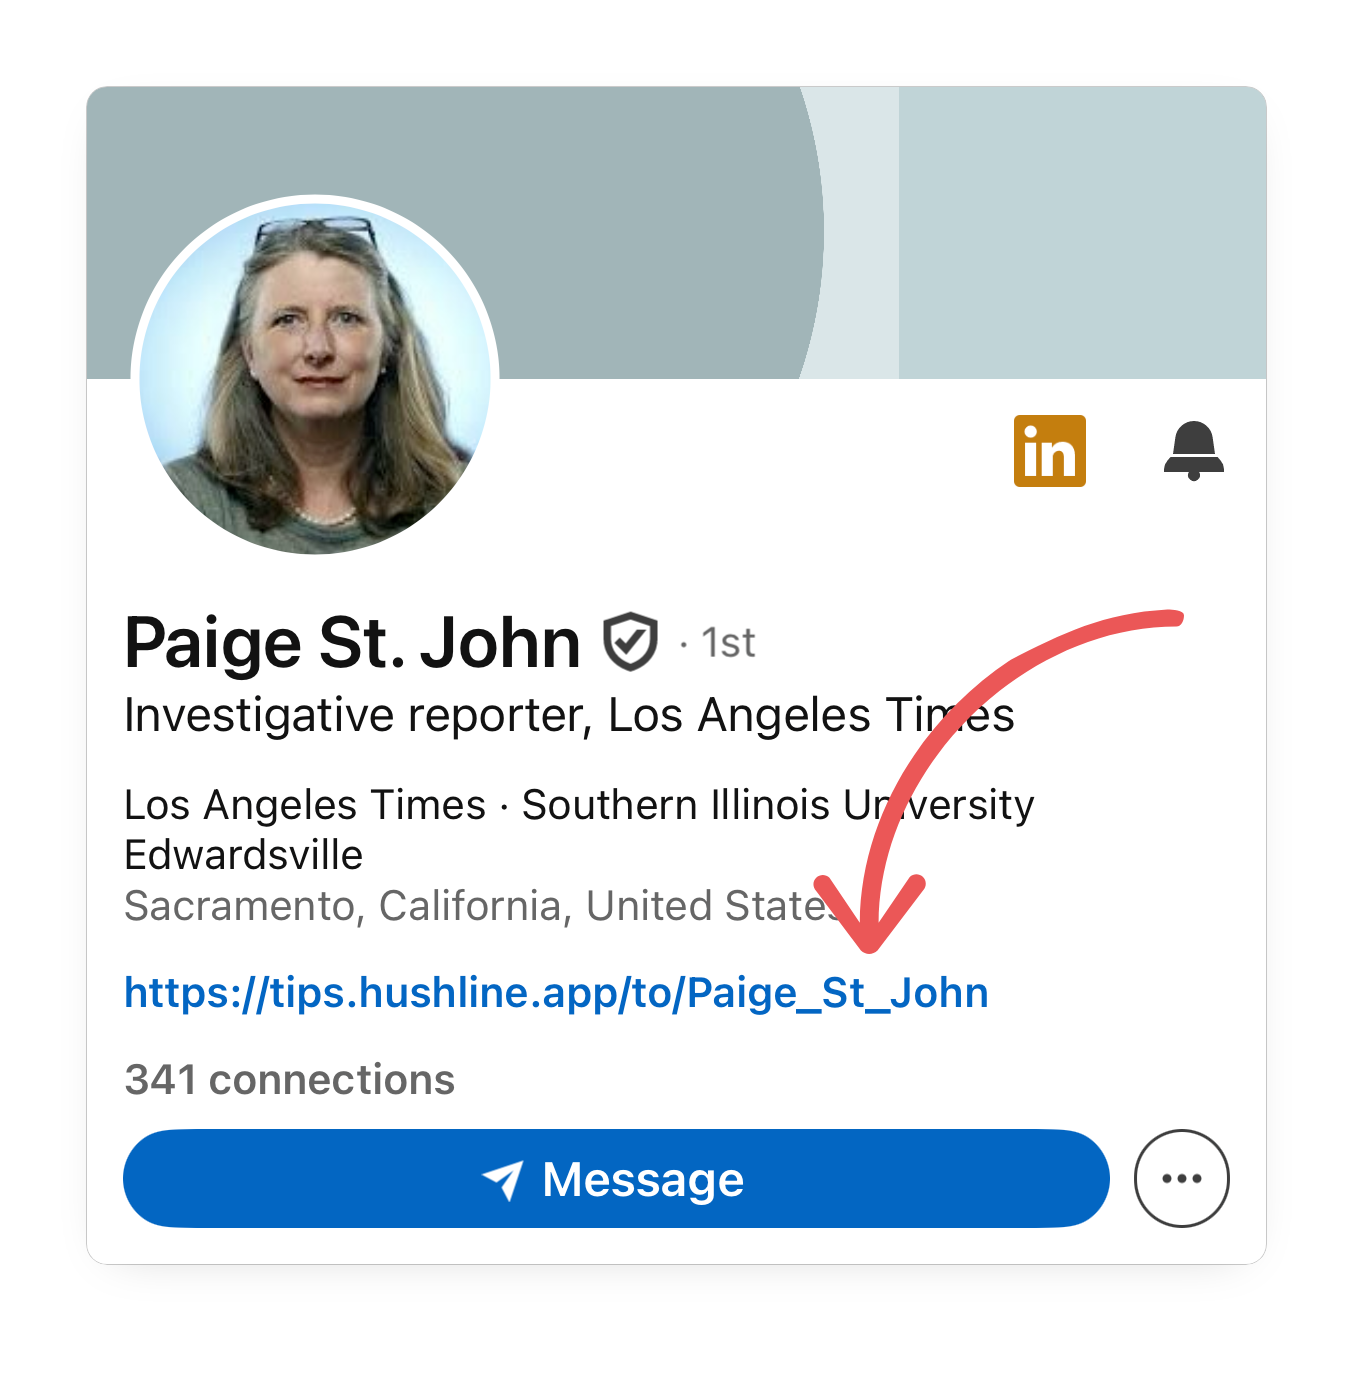 in
Paige St. John · 1st
Investigative reporter, Los Angeles Times
Los Angeles Times · Southern Illinois University
Edwardsville
Sacramento, California, United States
https://tips.hushline.app/to/Paige_St_John
341 connections
Message